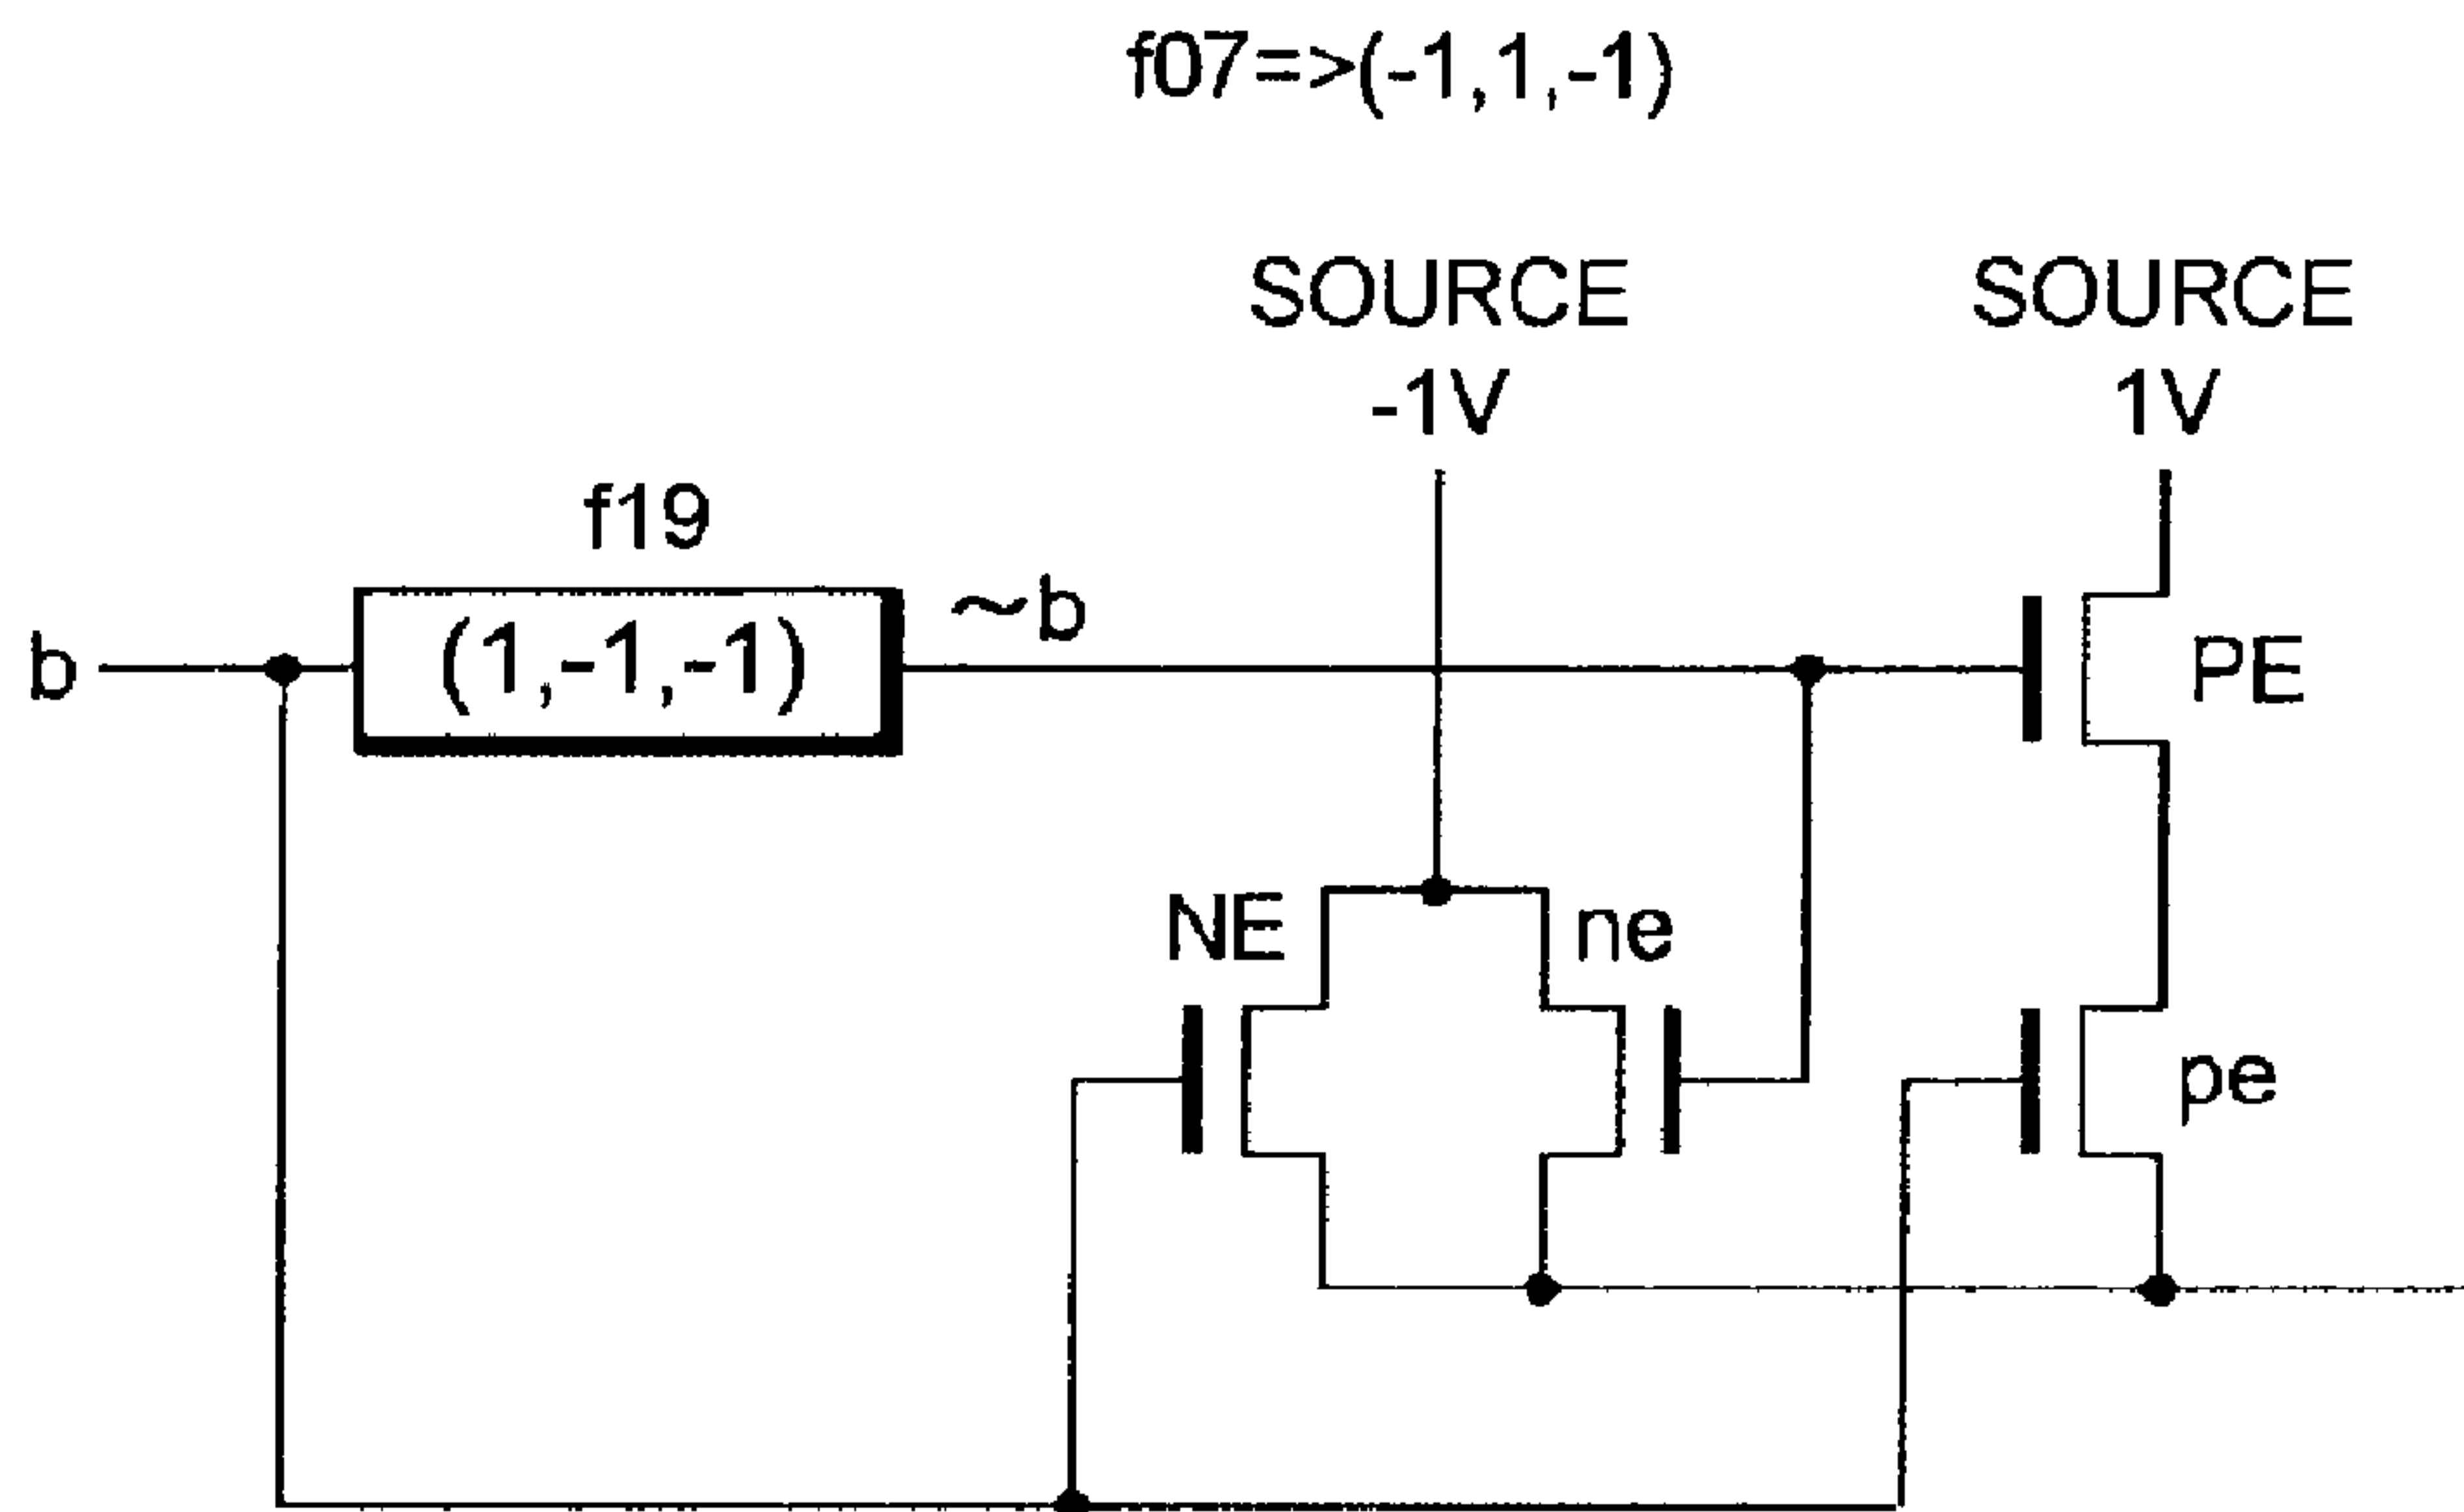 f07=>(-1,1,-1)
SOURCE
-1V
SOURCE
1V
f19
(1,-1,-1)
b
~b
PE
NE
ne
pe